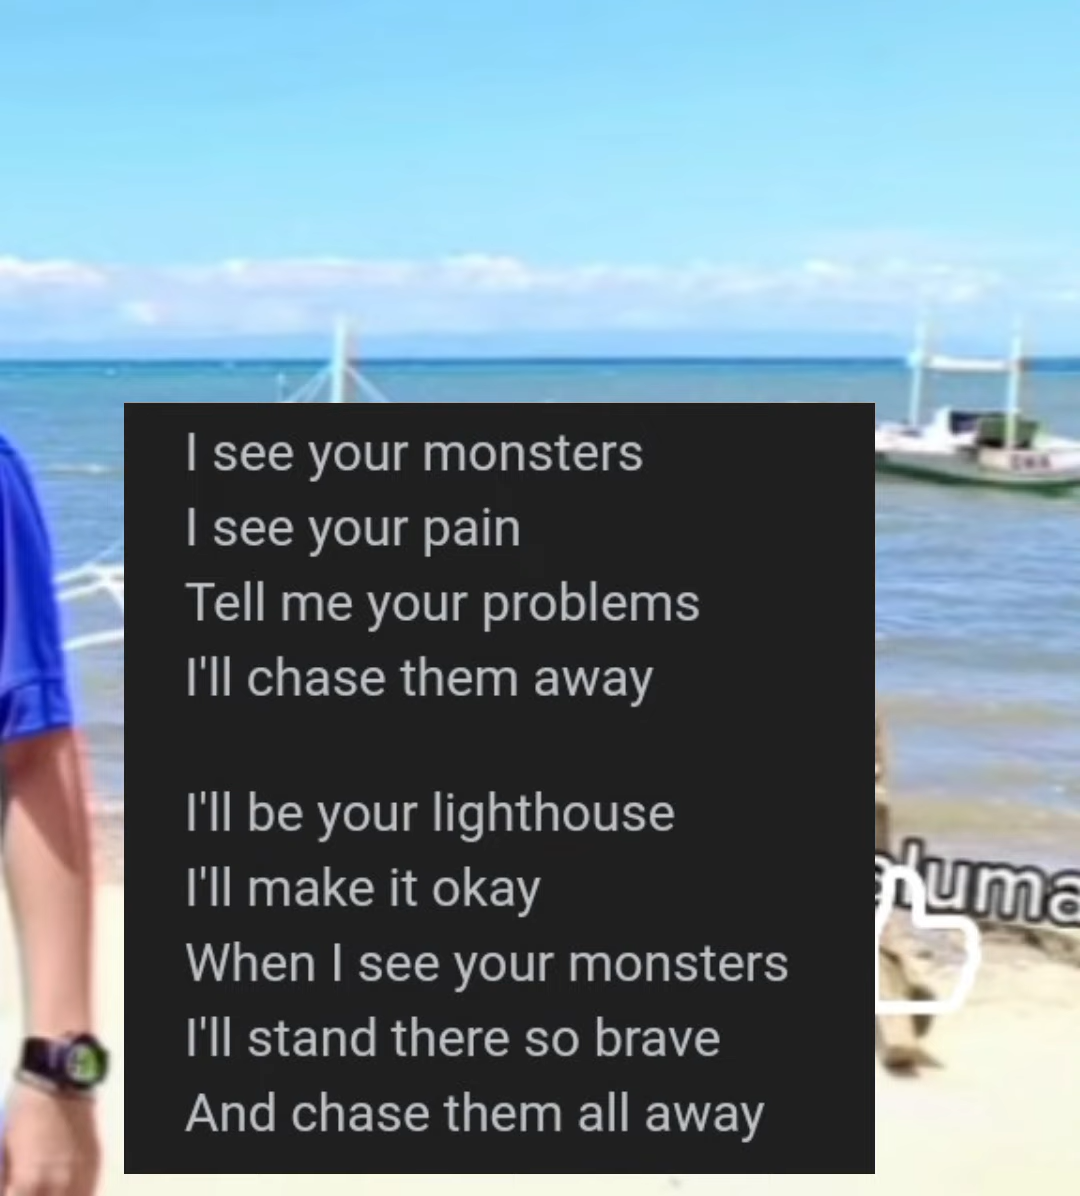 I see your monsters
I see your pain
Tell me your problems
I'll chase them away
I'll be your lighthouse
I'll make it okay
When I see your monsters
I'll stand there so brave
And chase them all away